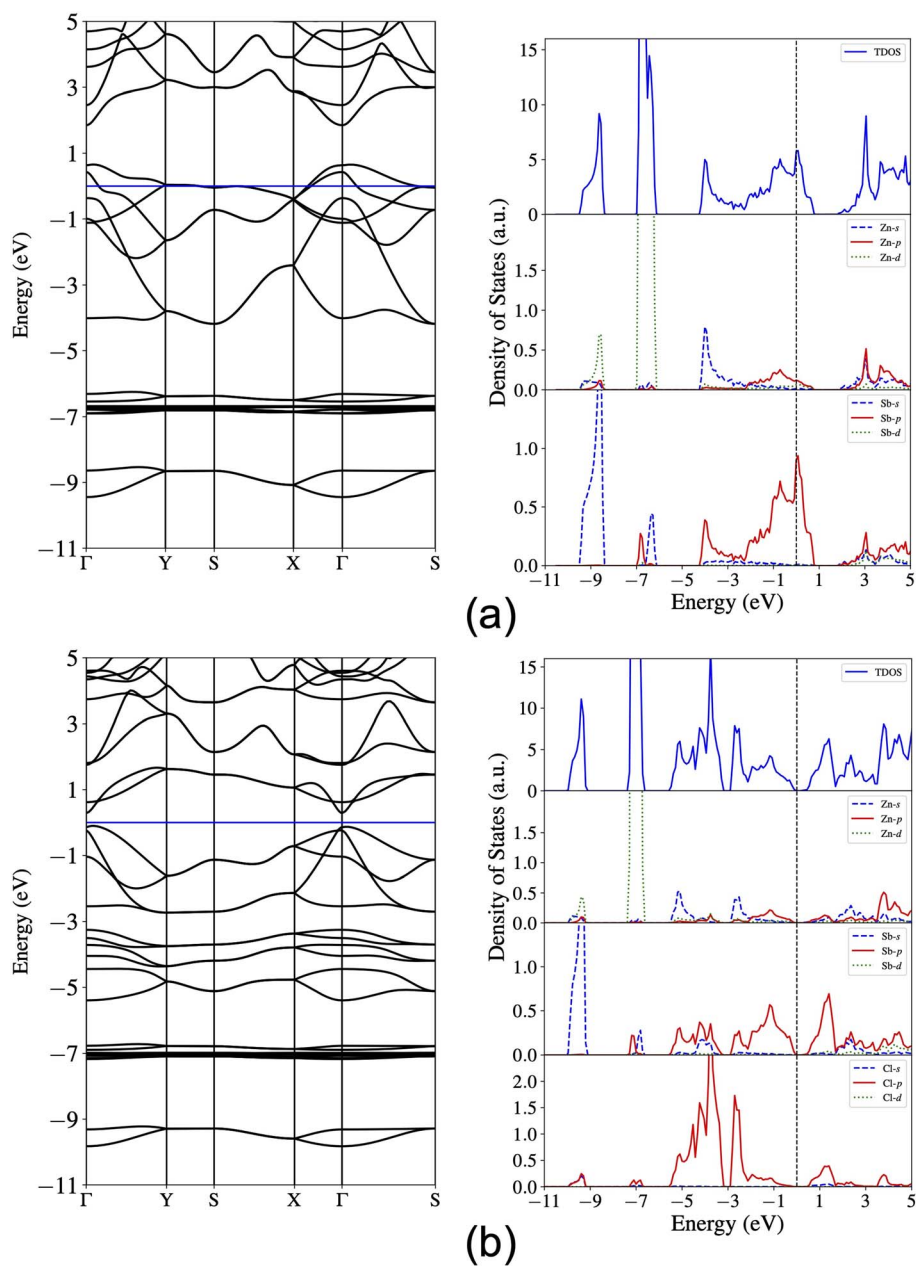 5
3
1
−1
−3
−5
−7
−9
−11
Energy (eV)
Γ
Y
S
X
Γ
S
15
10
5
0
TDOS
1.5
1.0
0.5
0.0
Zn-s
Zn-p
Zn-d
1.0
0.5
0.0
Sb-s
Sb-p
Sb-d
Density of States (a.u.)
−11 −9 −7 −5 −3 −1 1 3 5
Energy (eV)
(a)
5
3
1
−1
−3
−5
−7
−9
−11
Energy (eV)
Γ
Y
S
X
Γ
S
15
10
5
0
TDOS
1.5
1.0
0.5
0.0
Zn-s
Zn-p
Zn-d
1.0
0.5
0.0
Sb-s
Sb-p
Sb-d
2.0
1.5
1.0
0.5
0.0
Cl-s
Cl-p
Cl-d
Density of States (a.u.)
−11 −9 −7 −5 −3 −1 1 3 5
Energy (eV)
(b)